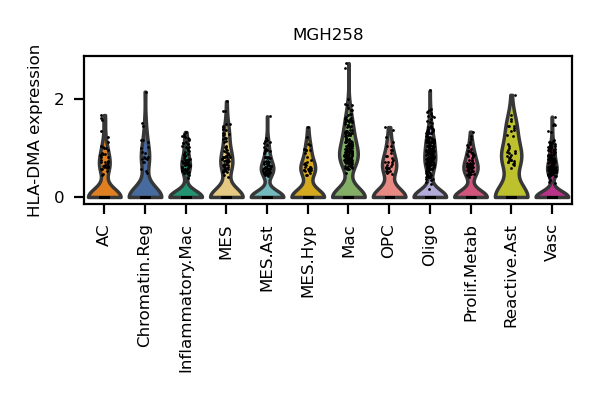 MGH258
HLA-DMA expression
2
0
AC
Chromatin.Reg
Inflammatory.Mac
MES
MES.Ast
MES.Hyp
Mac
OPC
Oligo
Prolif.Metab
Reactive.Ast
Vasc